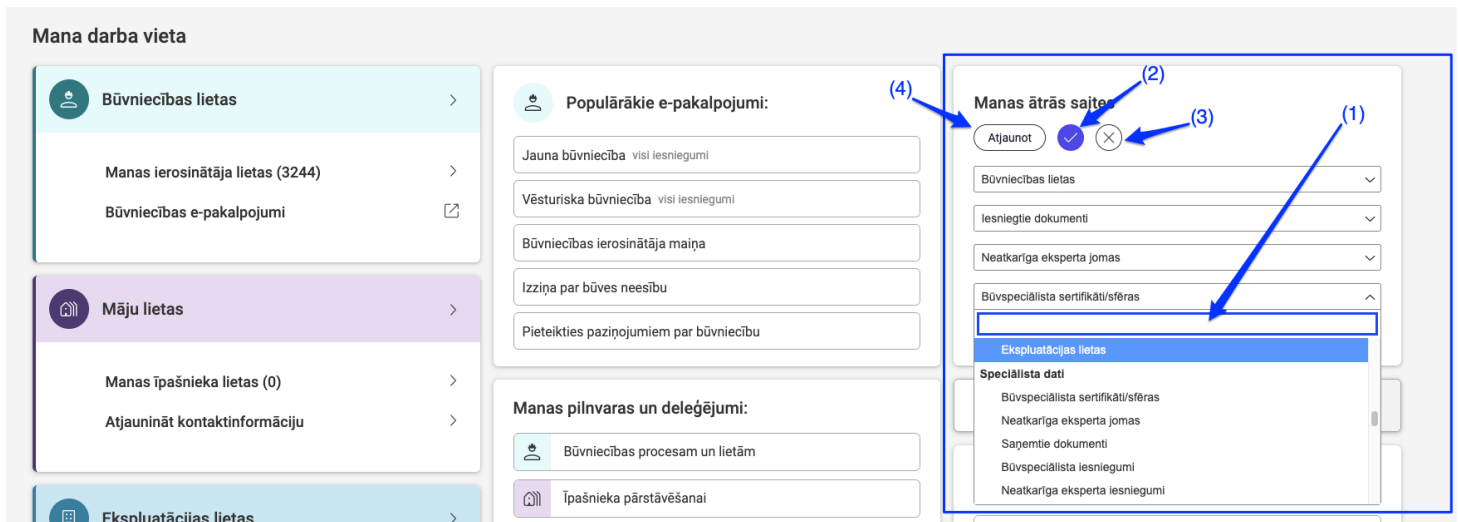 Mana darba vieta
Būvniecības lietas
Manas ierosinātāja lietas (3244)
Būvniecības e-pakalpojumi
Māju lietas
Manas īpašnieka lietas (0)
Atjaunināt kontaktinformāciju
Ekspluatācijas lietas
Populārākie e-pakalpojumi:
Jauna būvniecība visi iesniegumi
Vēsturiska būvniecība visi iesniegumi
Būvniecības ierosinātāja maiņa
Izziņa par būves neesību
Pieteikties paziņojumiem par būvniecību
Manas pilnvaras un deleģējumi:
Būvniecības procesam un lietām
Īpašnieka pārstāvēšanai
(4)
(2)
Manas ātrās saites
(3)
(1)
Atjaunot
Būvniecības lietas
Iesniegtie dokumenti
Neatkarīga eksperta jomas
Būvspeciālista sertifikāti/sfēras
Ekspluatācijas lietas
Speciālista dati
Būvspeciālista sertifikāti/sfēras
Neatkarīga eksperta jomas
Saņemtie dokumenti
Būvspeciālista iesniegumi
Neatkarīga eksperta iesniegumi